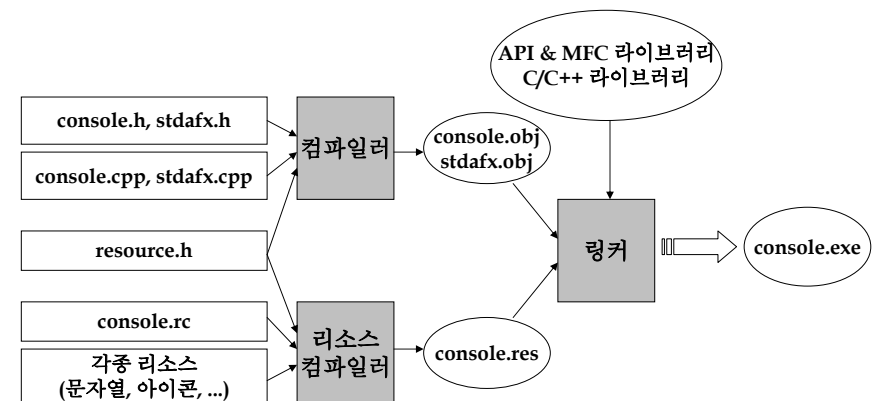 API & MFC 라이브러리
C/C++ 라이브러리
console.h, stdafx.h
컴파일러
console.obj
stdafx.obj
console.cpp, stdafx.cpp
resource.h
링커
console.exe
console.rc
리소스
컴파일러
console.res
각종 리소스
(문자열, 아이콘, ...)